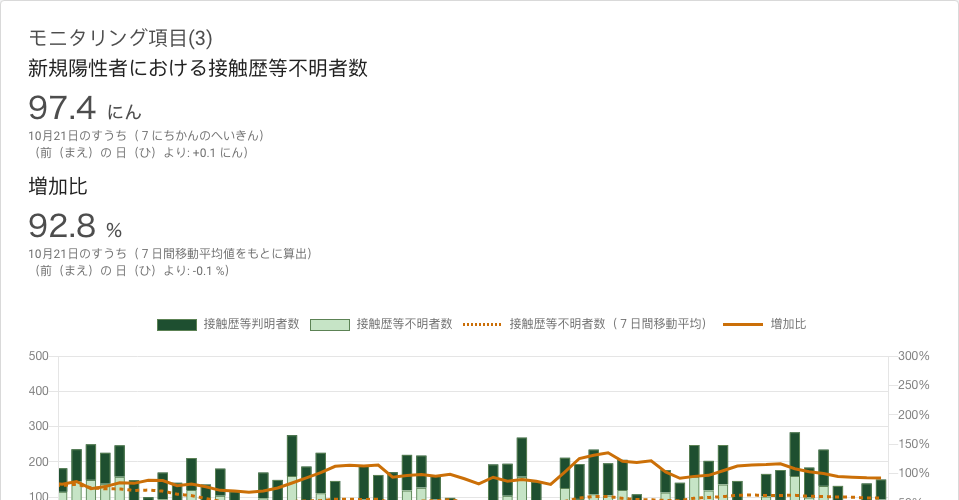 モニタリング項目(3)
新規陽性者における接触歴等不明者数
97.4 にん
10月21日のすうち（７にちかんのへいきん）
（前（まえ）の 日（ひ）より: +0.1 にん）
増加比
92.8 %
10月21日のすうち（７日間移動平均値をもとに算出）
（前（まえ）の 日（ひ）より: -0.1 %）
接触歴等判明者数 接触歴等不明者数 接触歴等不明者数（７日間移動平均） 増加比
500 300%
250%
400
200%
300
150%
200
100%
100